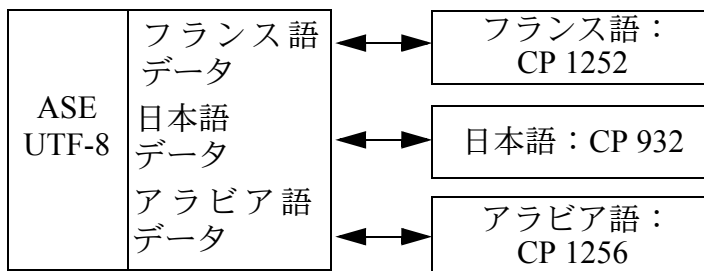 ASE
UTF-8
フランス語
データ
日本語
データ
アラビア語
データ
フランス語：
CP 1252
日本語：CP 932
アラビア語：
CP 1256